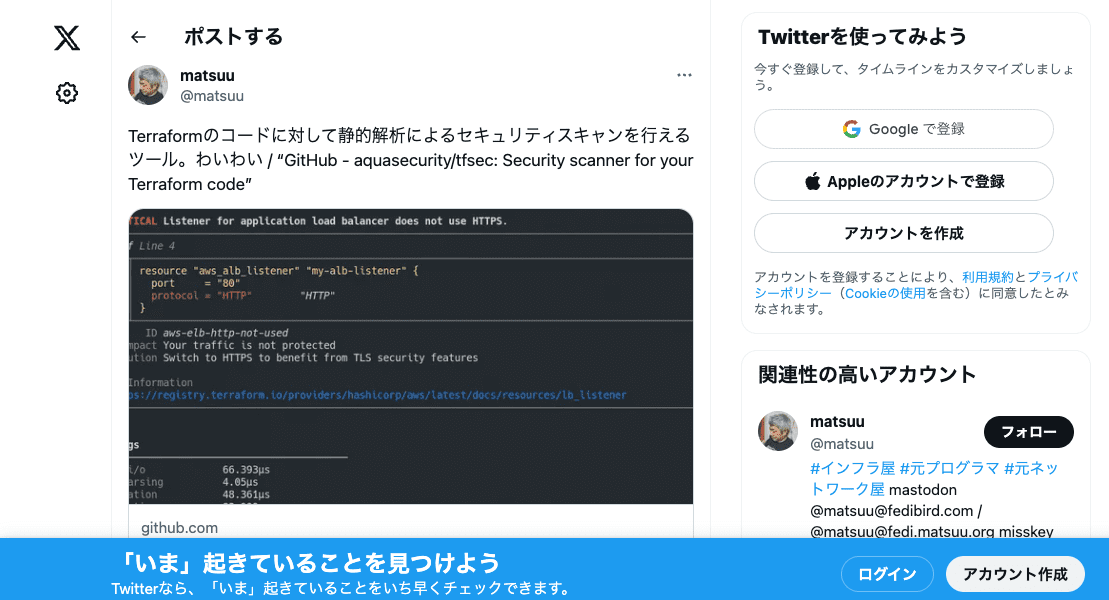 ポストする
matsuu
@matsuu
Terraformのコードに対して静的解析によるセキュリティスキャンを行える
ツール。わいわい / “GitHub - aquasecurity/tfsec: Security scanner for your
Terraform code”
TICAL Listener for application load balancer does not use HTTPS.
f Line 4
resource "aws_alb_listener" "my-alb-listener" {
port = "80"
protocol = "HTTP" "HTTP"
}
ID aws-elb-http-not-used
mpact Your traffic is not protected
ution Switch to HTTPS to benefit from TLS security features
Information
ps://registry.terraform.io/providers/hashicorp/aws/latest/docs/resources/lb_listener
gs
i/o 66.393µs
arsing 4.05µs
ation 48.361µs
github.com
Twitterを使ってみよう
今すぐ登録して、タイムラインをカスタマイズしましょ
う。
Google で登録
Appleのアカウントで登録
アカウントを作成
アカウントを登録することにより、利用規約とプライバ
シーポリシー（Cookieの使用を含む）に同意したとみ
なされます。
関連性の高いアカウント
matsuu
@matsuu
フォロー
#インフラ屋 #元プログラマ #元ネッ
トワーク屋 mastodon
@matsuu@fedibird.com /
@matsuu@fedi.matsuu.org misskey
「いま」起きていることを見つけよう
Twitterなら、「いま」起きていることをいち早くチェックできます。
ログイン
アカウント作成